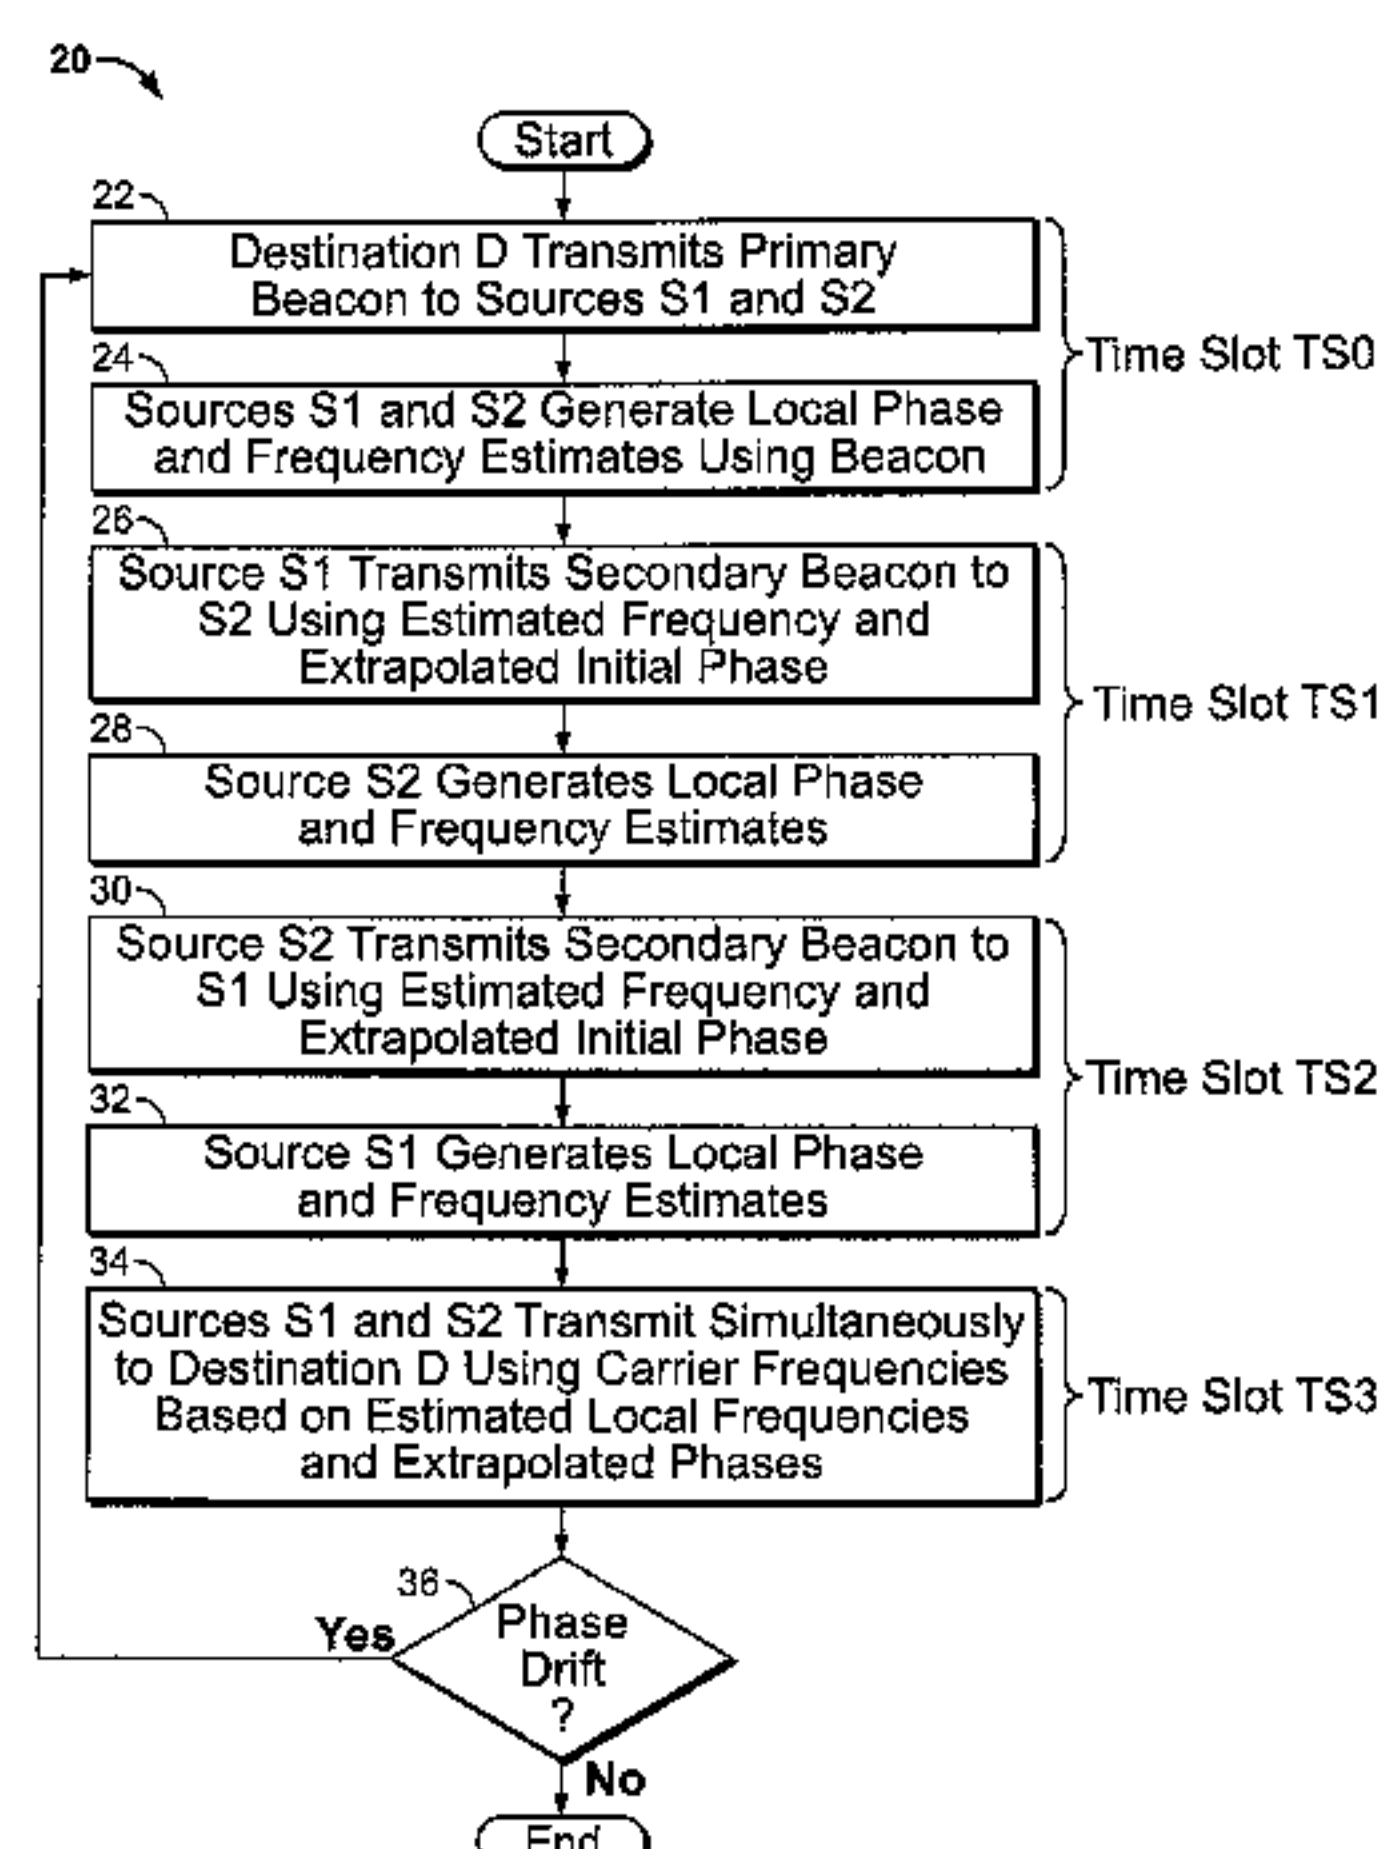 20
Start
22
Destination D Transmits Primary
Beacon to Sources S1 and S2
Time Slot TS0
24
Sources S1 and S2 Generate Local Phase
and Frequency Estimates Using Beacon
26
Source S1 Transmits Secondary Beacon to
S2 Using Estimated Frequency and
Extrapolated Initial Phase
Time Slot TS1
28
Source S2 Generates Local Phase
and Frequency Estimates
30
Source S2 Transmits Secondary Beacon to
S1 Using Estimated Frequency and
Extrapolated Initial Phase
Time Slot TS2
32
Source S1 Generates Local Phase
and Frequency Estimates
34
Sources S1 and S2 Transmit Simultaneously
to Destination D Using Carrier Frequencies
Based on Estimated Local Frequencies
and Extrapolated Phases
Time Slot TS3
36
Phase
Drift
?
Yes
No
End